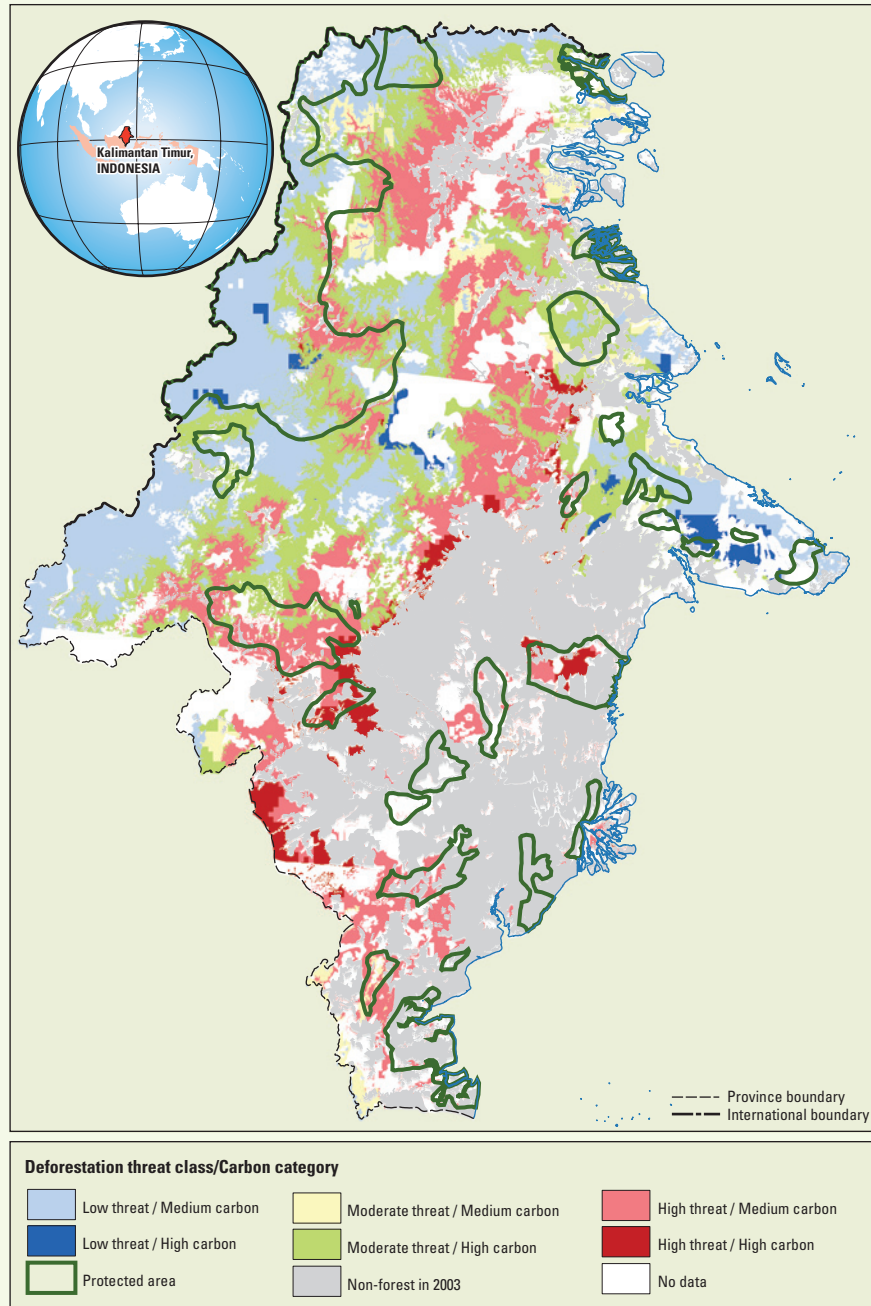 Kalimantan Timur,
INDONESIA
Province boundary
International boundary
Deforestation threat class/Carbon category
Low threat / Medium carbon
Low threat / High carbon
Protected area
Moderate threat / Medium carbon
Moderate threat / High carbon
Non-forest in 2003
High threat / Medium carbon
High threat / High carbon
No data